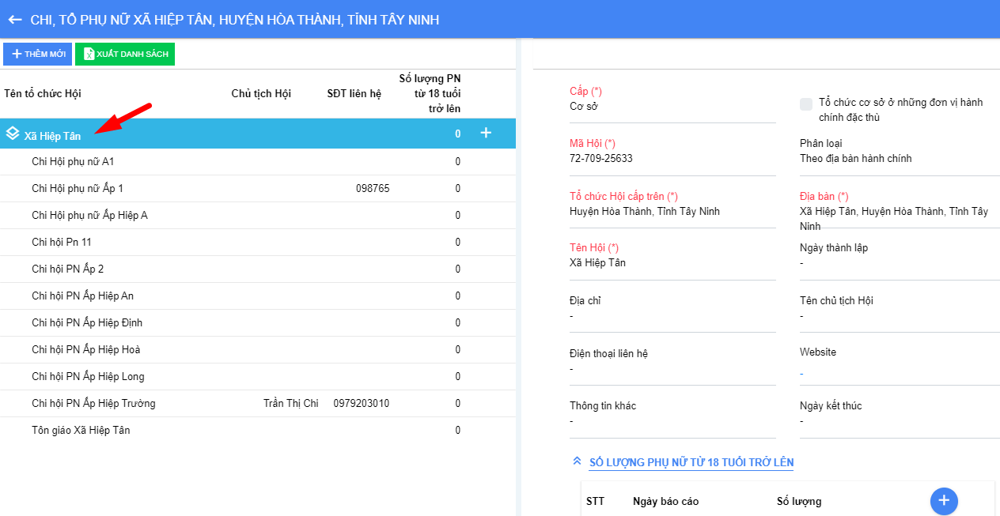 CHI, TỔ PHỤ NỮ XÃ HIỆP TÂN, HUYỆN HÒA THÀNH, TỈNH TÂY NINH
THÊM MỚI
XUẤT DANH SÁCH
Tên tổ chức Hội
Chủ tịch Hội
SĐT liên hệ
Số lượng PN
từ 18 tuổi
trở lên
Xã Hiệp Tân 0
Chi Hội phụ nữ A1 0
Chi Hội phụ nữ Ấp 1 098765 0
Chi Hội phụ nữ Ấp Hiệp A 0
Chi hội Pn 11 0
Chi hội PN Ấp 2 0
Chi hội PN Ấp Hiệp An 0
Chi hội PN Ấp Hiệp Định 0
Chi hội PN Ấp Hiệp Hoà 0
Chi hội PN Ấp Hiệp Long 0
Chi hội PN Ấp Hiệp Trường Trần Thị Chi 0979203010 0
Tôn giáo Xã Hiệp Tân 0
Cấp (*)
Cơ sở
Tổ chức cơ sở ở những đơn vị hành
chính đặc thù
Mã Hội (*)
72-709-25633
Phân loại
Theo địa bàn hành chính
Tổ chức Hội cấp trên (*)
Huyện Hòa Thành, Tỉnh Tây Ninh
Địa bàn (*)
Xã Hiệp Tân, Huyện Hòa Thành, Tỉnh Tây
Ninh
Tên Hội (*)
Xã Hiệp Tân
Ngày thành lập
-
Địa chỉ
-
Tên chủ tịch Hội
-
Điện thoại liên hệ
-
Website
-
Thông tin khác
-
Ngày kết thúc
-
SỐ LƯỢNG PHỤ NỮ TỪ 18 TUỔI TRỞ LÊN
STT Ngày báo cáo Số lượng